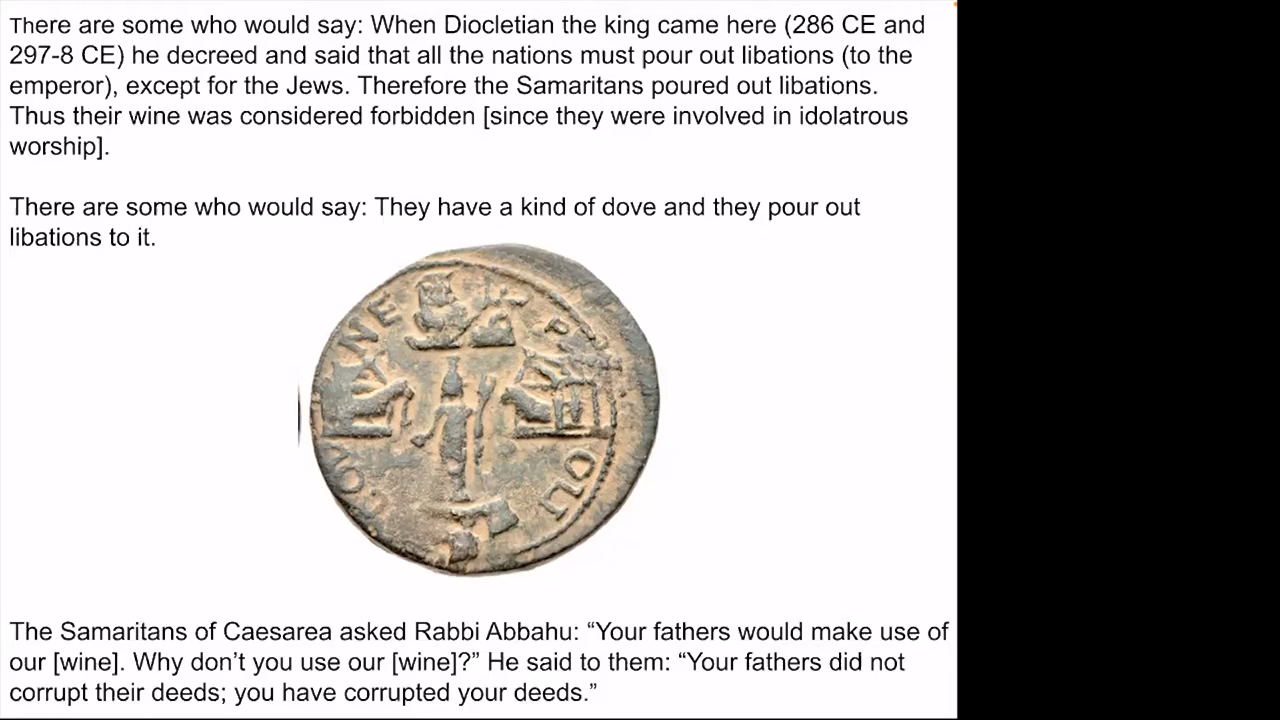 There are some who would say: When Diocletian the king came here (286 CE and
297-8 CE) he decreed and said that all the nations must pour out libations (to the
emperor), except for the Jews. Therefore the Samaritans poured out libations.
Thus their wine was considered forbidden [since they were involved in idolatrous
worship].
There are some who would say: They have a kind of dove and they pour out
libations to it.
NE
P
OLI
The Samaritans of Caesarea asked Rabbi Abbahu: “Your fathers would make use of
our [wine]. Why don’t you use our [wine]?” He said to them: “Your fathers did not
corrupt their deeds; you have corrupted your deeds.”